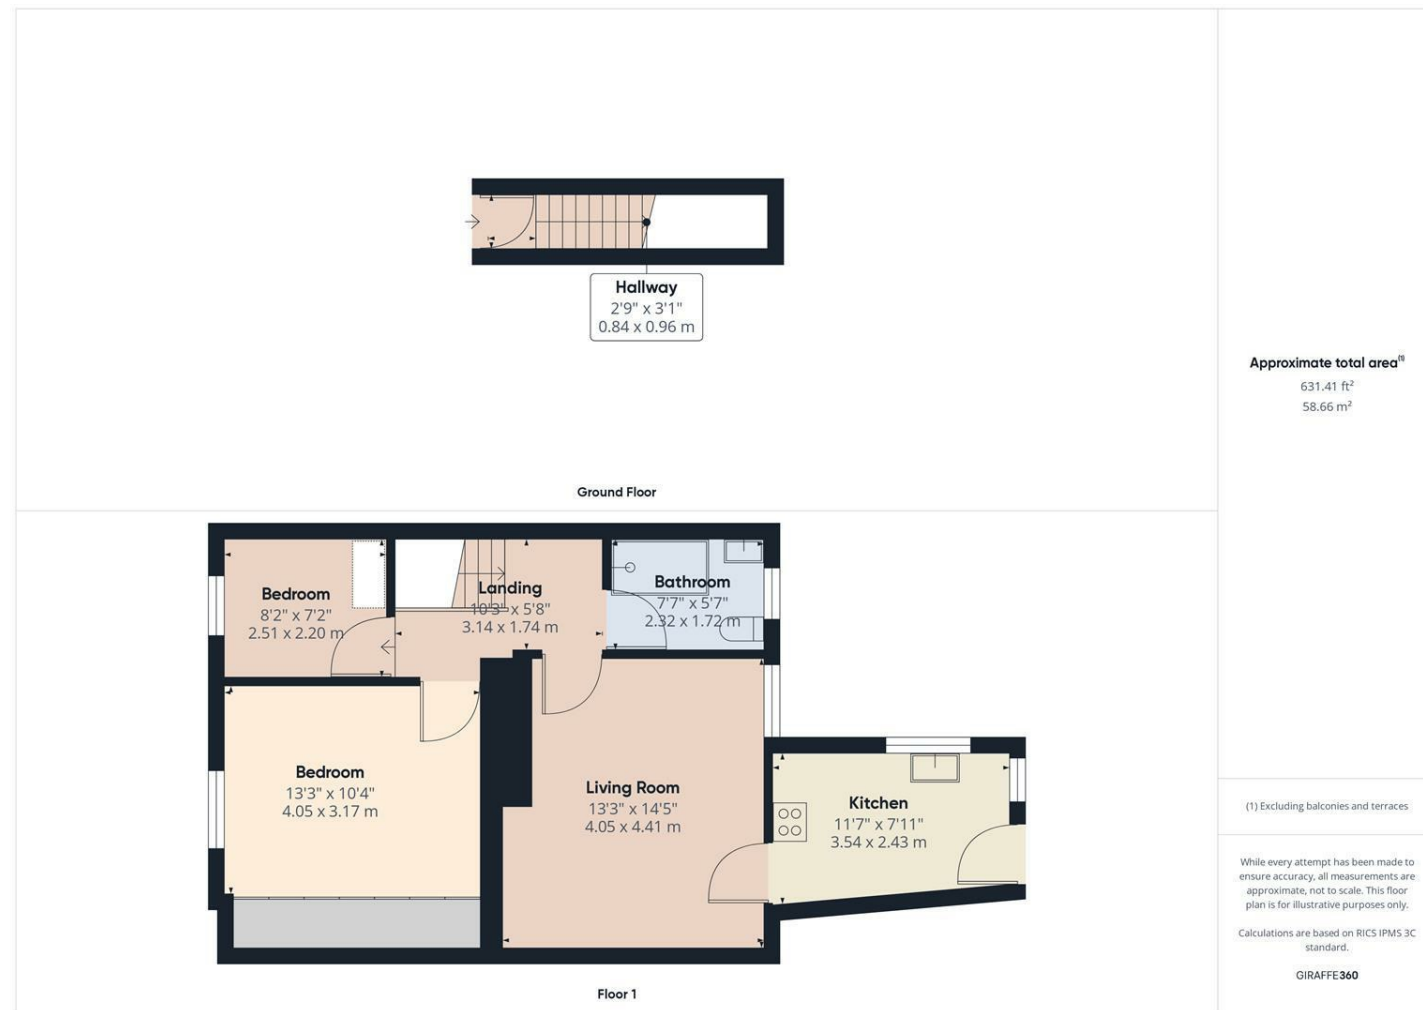 Hallway
2'9" x 3'1"
0.84 x 0.96 m
Ground Floor
Approximate total area(1)
631.41 ft²
58.66 m²
Bedroom
8'2" x 7'2"
2.51 x 2.20 m
Landing
10'3" x 5'8"
3.14 x 1.74 m
Bathroom
7'7" x 5'7"
2.32 x 1.72 m
Bedroom
13'3" x 10'4"
4.05 x 3.17 m
Living Room
13'3" x 14'5"
4.05 x 4.41 m
Kitchen
11'7" x 7'11"
3.54 x 2.43 m
Floor 1
(1) Excluding balconies and terraces
While every attempt has been made to
ensure accuracy, all measurements are
approximate, not to scale. This floor
plan is for illustrative purposes only.
Calculations are based on RICS IPMS 3C
standard.
GIRAFFE360